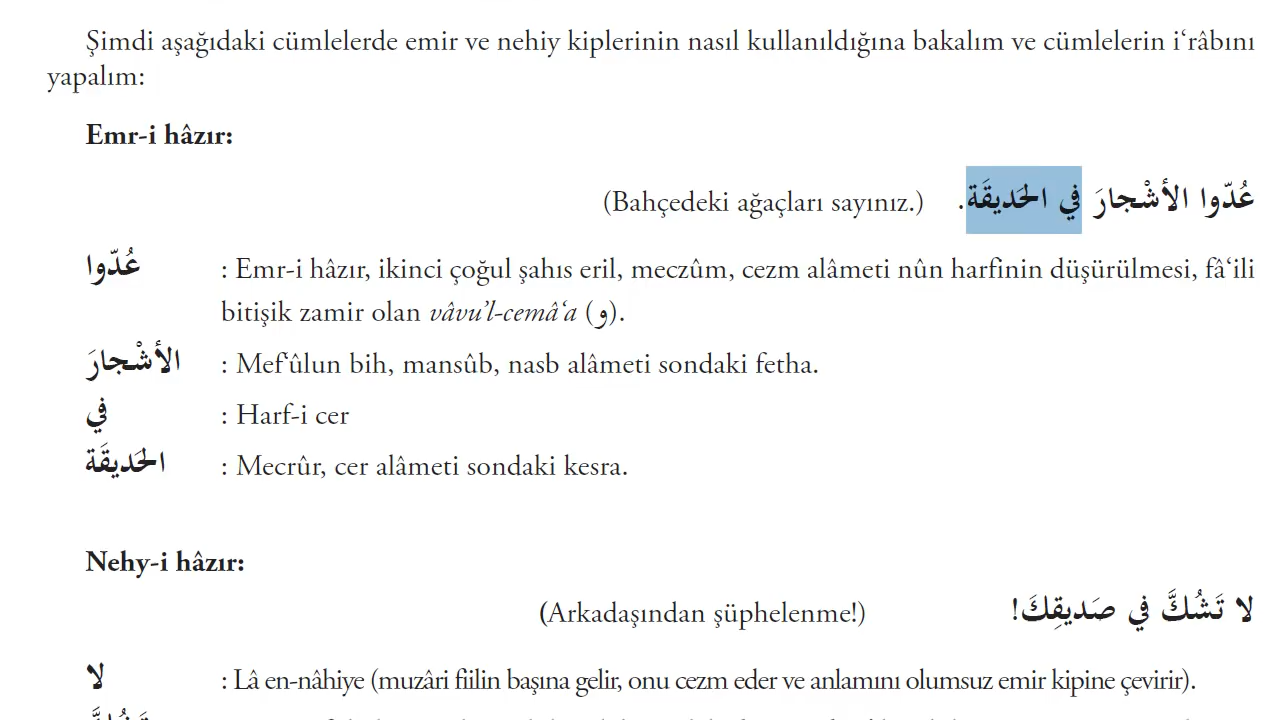 Şimdi aşağıdaki cümlelerde emir ve nehiy kiplerinin nasıl kullanıldığına bakalım ve cümlelerin i‘râbını
yapalım:
Emr-i hâzır:
عُدّوا الأشْجارَ في الحَديقَة. (Bahçedeki ağaçları sayınız.)
عُدّوا : Emr-i hâzır, ikinci çoğul şahıs eril, meczûm, cezm alâmeti nûn harfinin düşürülmesi, fâ‘ili
bitişik zamir olan vâvu’l-cemâ‘a (و).
الأشْجارَ : Mef‘ûlun bih, mansûb, nasb alâmeti sondaki fetha.
في : Harf-i cer
الحَديقَة : Mecrûr, cer alâmeti sondaki kesra.
Nehy-i hâzır:
لا تَشُكَّ في صَديقِكَ! (Arkadaşından şüphelenme!)
لا : Lâ en-nâhiye (muzâri fiilin başına gelir, onu cezm eder ve anlamını olumsuz emir kipine çevirir).